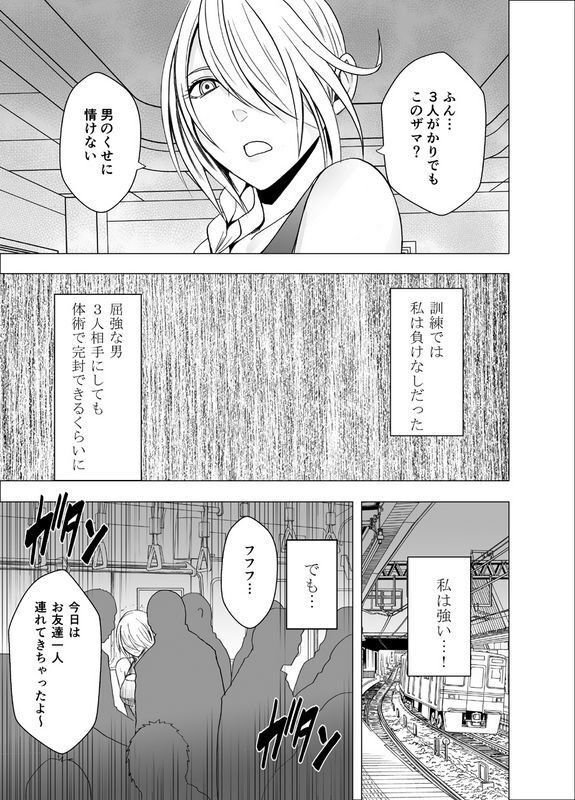 ふん…
３人がかりでも
このザマ？
男のくせに
情けない
訓練では
私は負けなしだった
屈強な男
３人相手にしても
体術で完封できるくらいに
私は強い…！
でも…
フフフ…
ガタン
今日は
お友達一人
連れてきちゃったよ～
ガタン